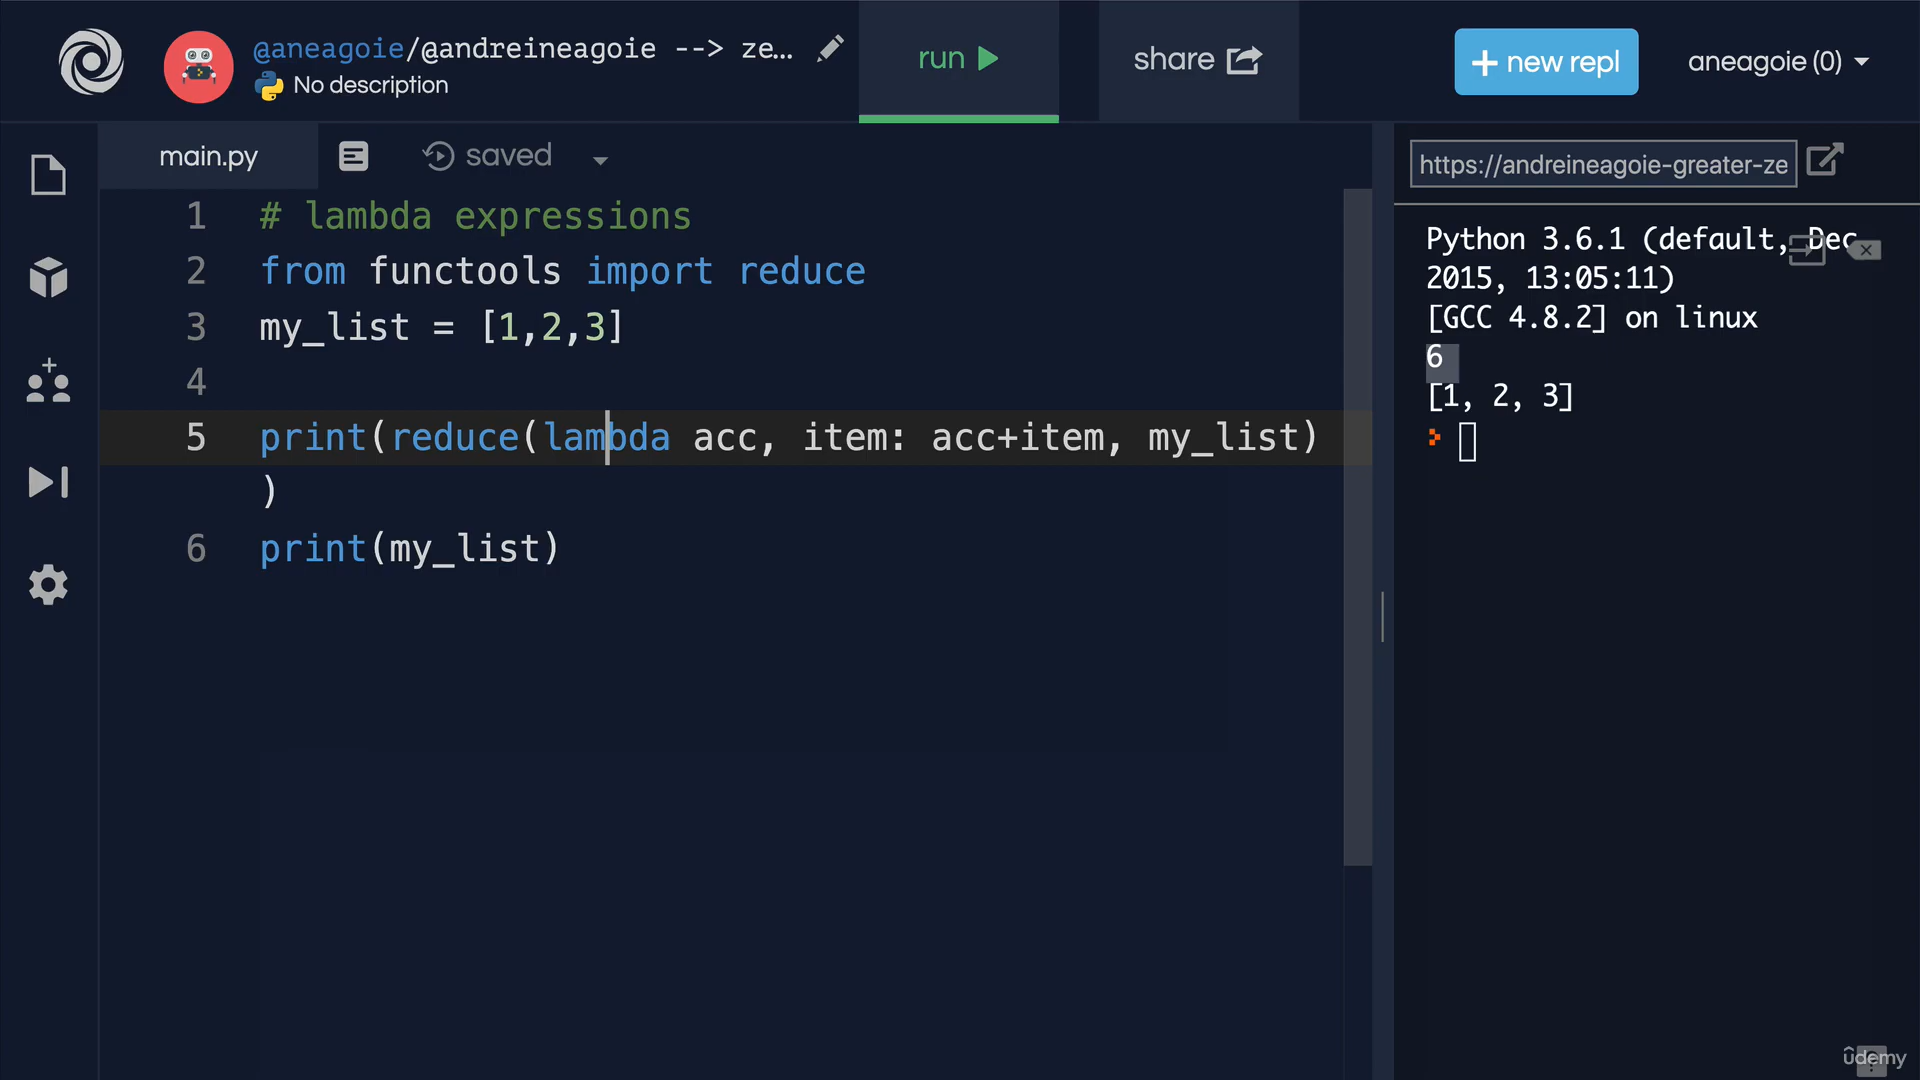 @aneagoie/@andreineagoie --> ze...
No description
run
share
+ new repl
aneagoie (0)
main.py
saved
https://andreineagoie-greater-ze
1 # lambda expressions
2 from functools import reduce
3 my_list = [1,2,3]
4
5 print(reduce(lambda acc, item: acc+item, my_list)
)
6 print(my_list)
Python 3.6.1 (default, Dec
2015, 13:05:11)
[GCC 4.8.2] on linux
6
[1, 2, 3]
ûdemy